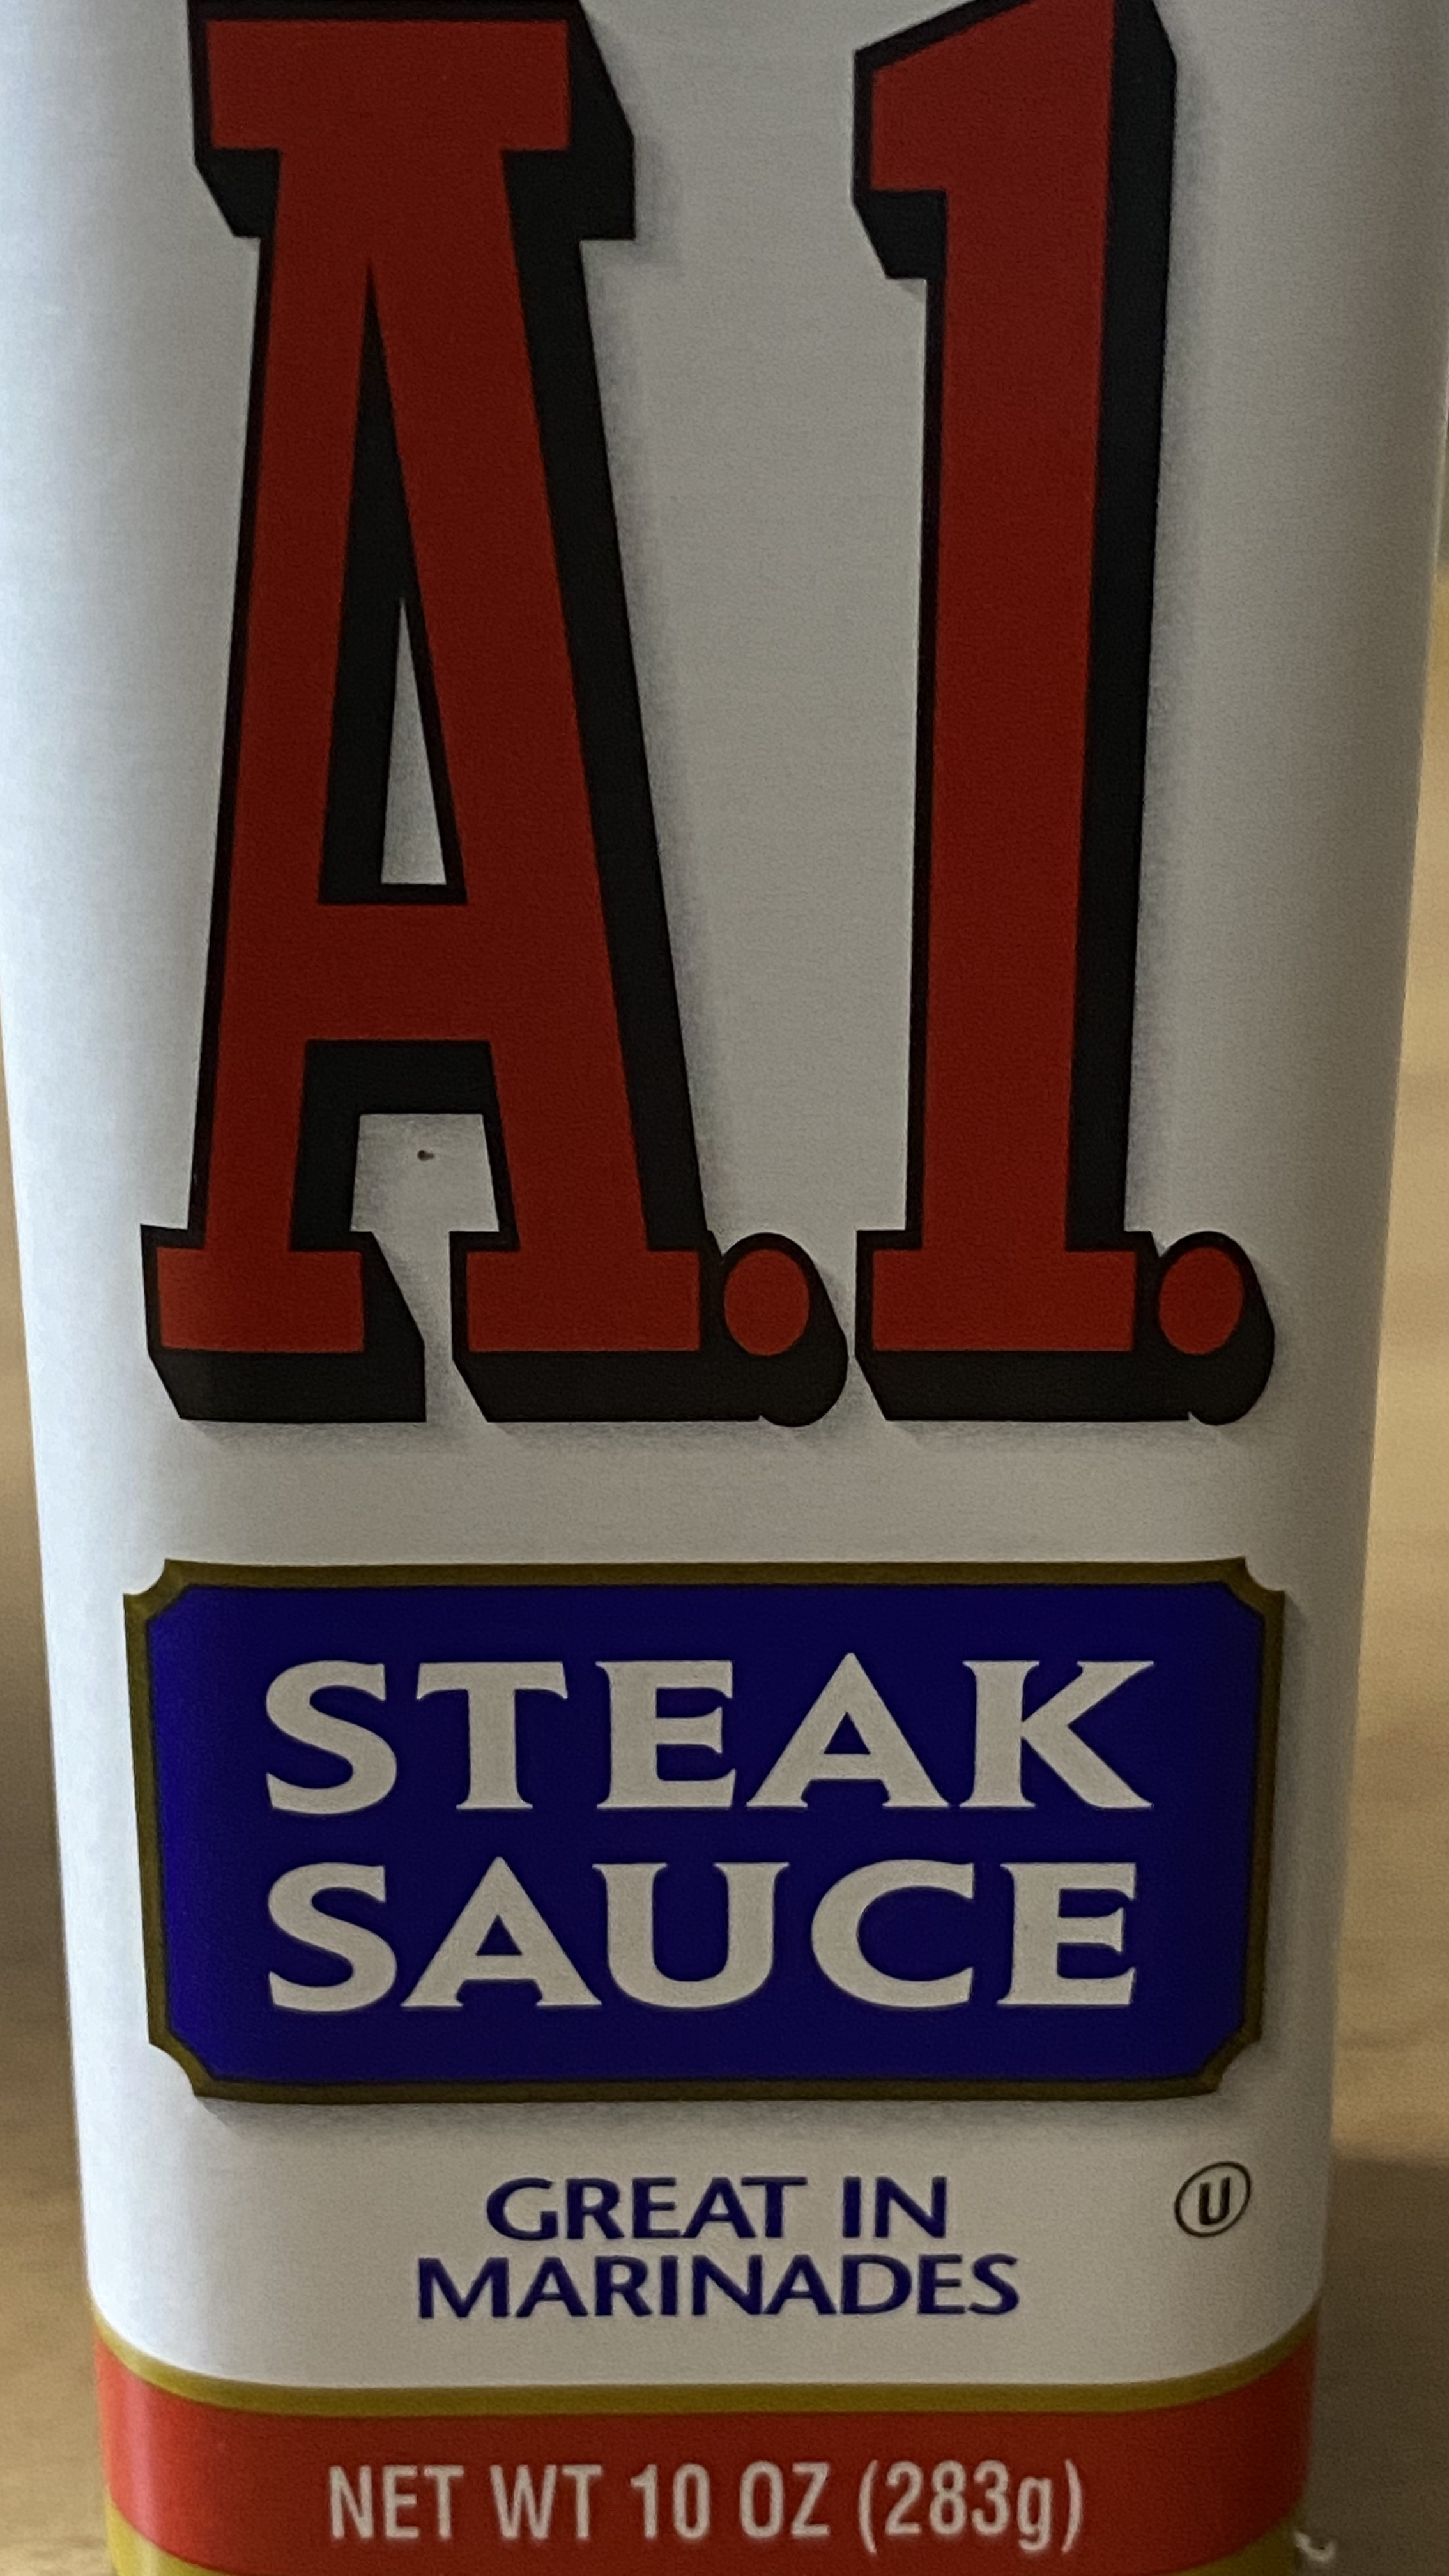 A.1.
STEAK
SAUCE
GREAT IN
MARINADES
U
NET WT 10 OZ (283g)